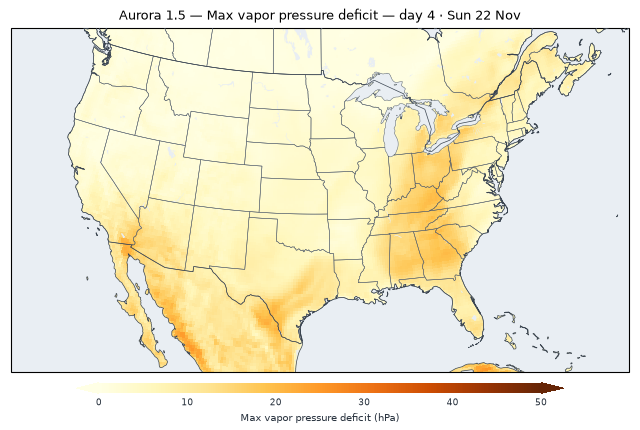 Aurora 1.5 — Max vapor pressure deficit — day 4 · Sun 22 Nov
0 10 20 30 40 50
Max vapor pressure deficit (hPa)